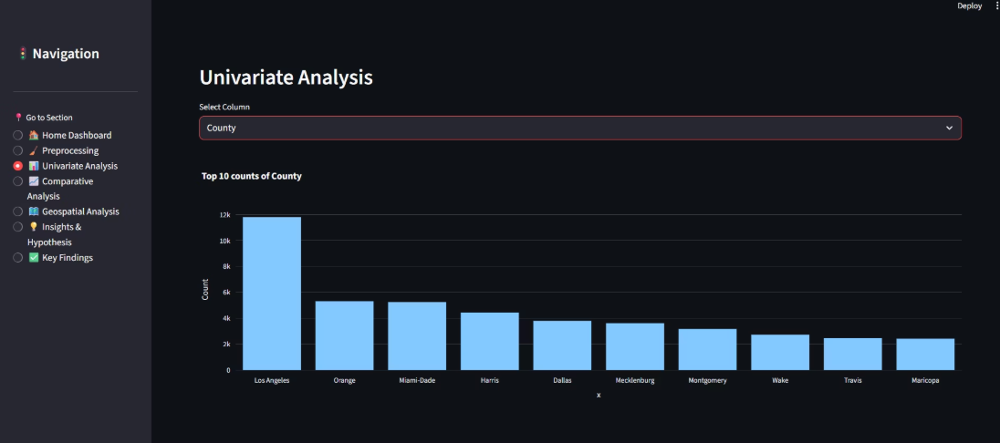 Deploy
Navigation
Go to Section
Home Dashboard
Preprocessing
Univariate Analysis
Comparative
Analysis
Geospatial Analysis
Insights &
Hypothesis
Key Findings
Univariate Analysis
Select Column
County
Top 10 counts of County
12k
10k
8k
6k
4k
2k
0
Count
Los Angeles Orange Miami-Dade Harris Dallas Mecklenburg Montgomery Wake Travis Maricopa
x